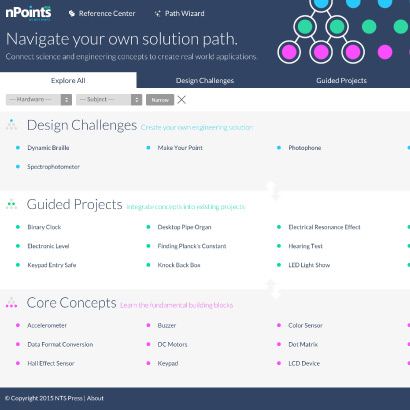 nPoints
Reference Center
Path Wizard
Navigate your own solution path.
Connect science and engineering concepts to create real world applications.
Explore All
Design Challenges
Guided Projects
--- Hardware ---
--- Subject ---
Narrow
Design Challenges Create your own engineering solution
Dynamic Braille
Make Your Point
Photophone
Spectrophotometer
Guided Projects Integrate concepts into existing projects
Binary Clock
Desktop Pipe Organ
Electrical Resonance Effect
Electronic Level
Finding Planck's Constant
Hearing Test
Keypad Entry Safe
Knock Back Box
LED Light Show
Core Concepts Learn the fundamental building blocks
Accelerometer
Buzzer
Color Sensor
Data Format Conversion
DC Motors
Dot Matrix
Hall Effect Sensor
Keypad
LCD Device
© Copyright 2015 NTS Press | About